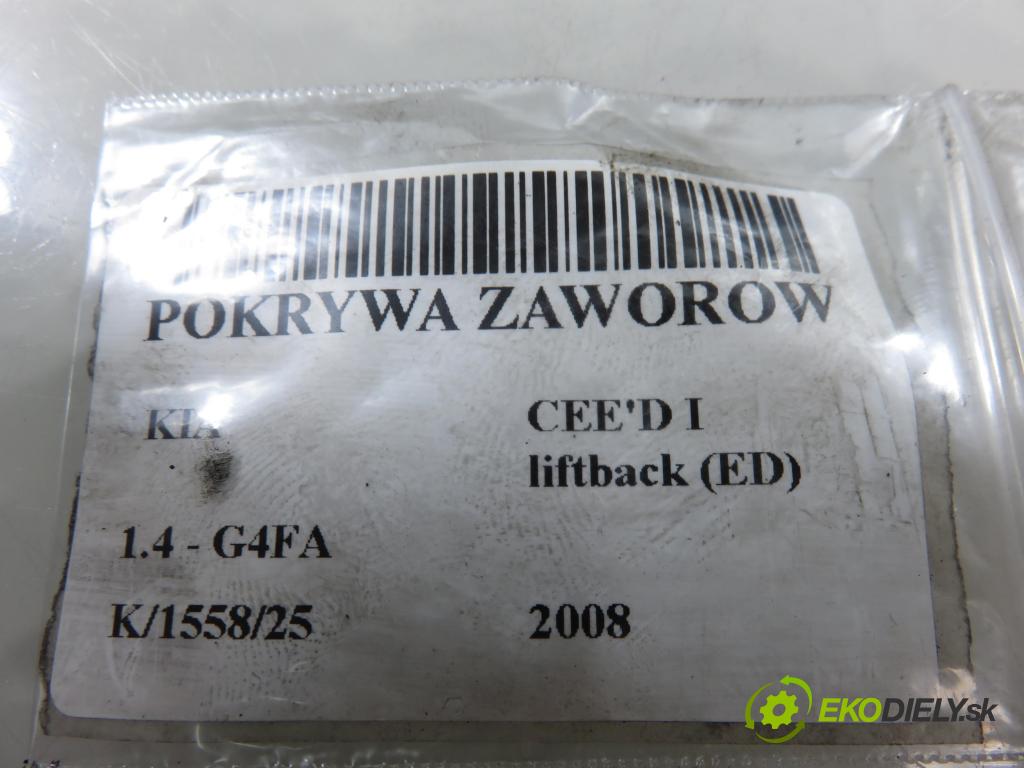 POKRYWA ZAWOROW
KIA CEE'D I
liftback (ED)
1.4 - G4FA
K/1558/25 2008
EKODIELY.sk